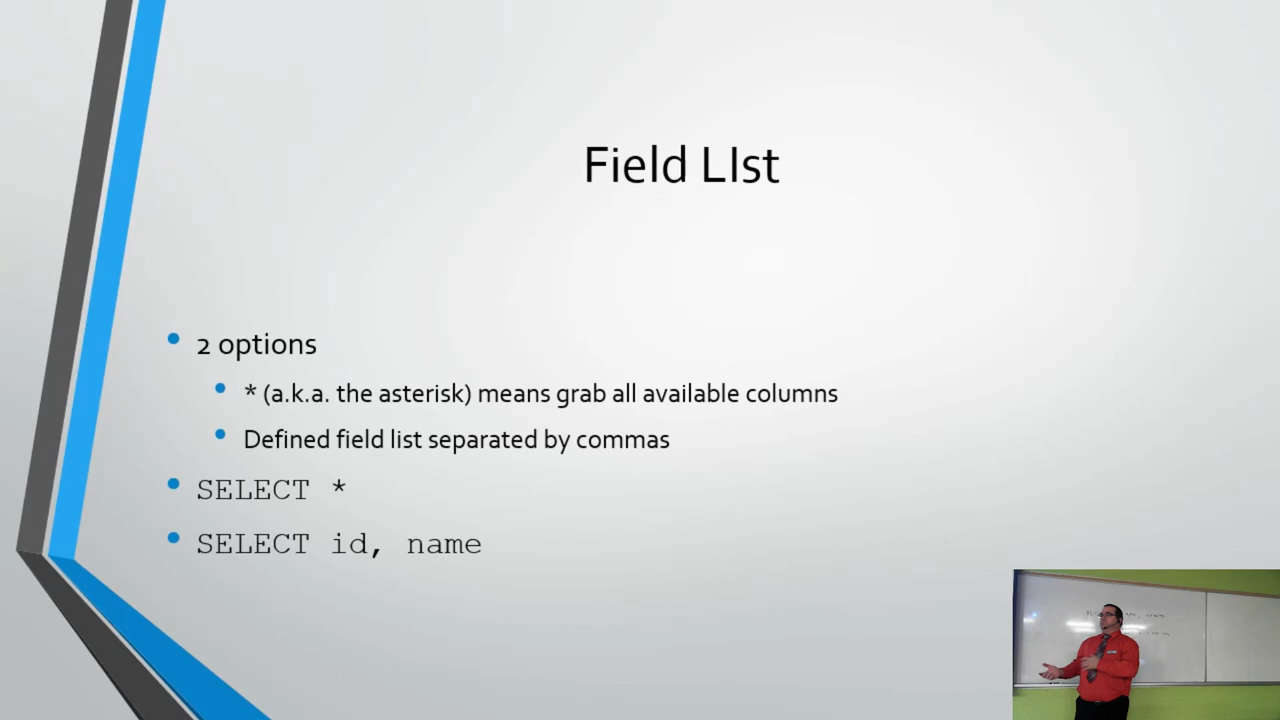 Field LIst
2 options
* (a.k.a. the asterisk) means grab all available columns
Defined field list separated by commas
SELECT *
SELECT id, name